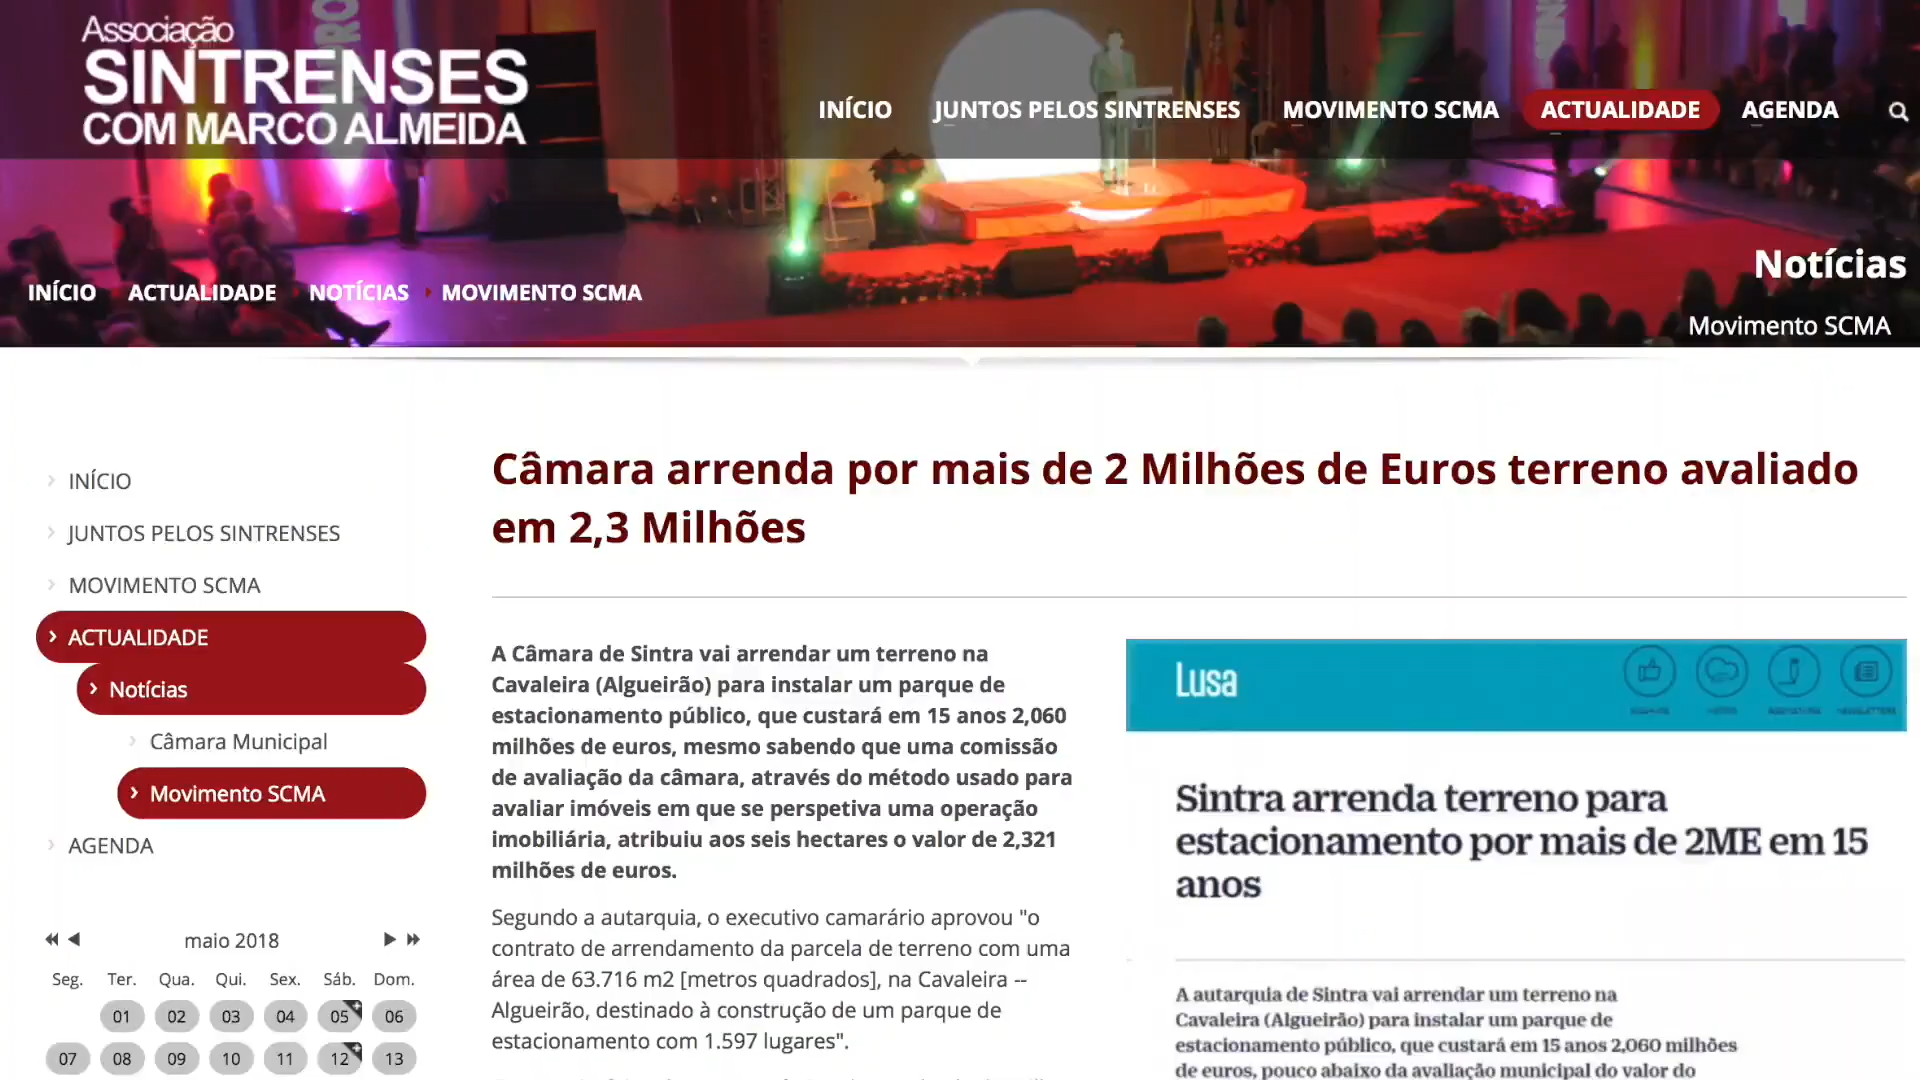 Associação
SINTRENSES
COM MARCO ALMEIDA
INÍCIO
JUNTOS PELOS SINTRENSES
MOVIMENTO SCMA
ACTUALIDADE
AGENDA
Notícias
INÍCIO
ACTUALIDADE
NOTÍCIAS
MOVIMENTO SCMA
Movimento SCMA
INÍCIO
JUNTOS PELOS SINTRENSES
MOVIMENTO SCMA
ACTUALIDADE
Notícias
Câmara Municipal
Movimento SCMA
AGENDA
maio 2018
Seg. Ter. Qua. Qui. Sex. Sáb. Dom.
01 02 03 04 05 06
07 08 09 10 11 12 13
Câmara arrenda por mais de 2 Milhões de Euros terreno avaliado
em 2,3 Milhões
A Câmara de Sintra vai arrendar um terreno na
Cavaleira (Algueirão) para instalar um parque de
estacionamento público, que custará em 15 anos 2,060
milhões de euros, mesmo sabendo que uma comissão
de avaliação da câmara, através do método usado para
avaliar imóveis em que se perspetiva uma operação
imobiliária, atribuiu aos seis hectares o valor de 2,321
milhões de euros.
Segundo a autarquia, o executivo camarário aprovou "o
contrato de arrendamento da parcela de terreno com uma
área de 63.716 m2 [metros quadrados], na Cavaleira --
Algueirão, destinado à construção de um parque de
estacionamento com 1.597 lugares".
Lusa
Sintra arrenda terreno para
estacionamento por mais de 2ME em 15
anos
A autarquia de Sintra vai arrendar um terreno na
Cavaleira (Algueirão) para instalar um parque de
estacionamento público, que custará em 15 anos 2,060 milhões
de euros, pouco abaixo da avaliação municipal do valor do